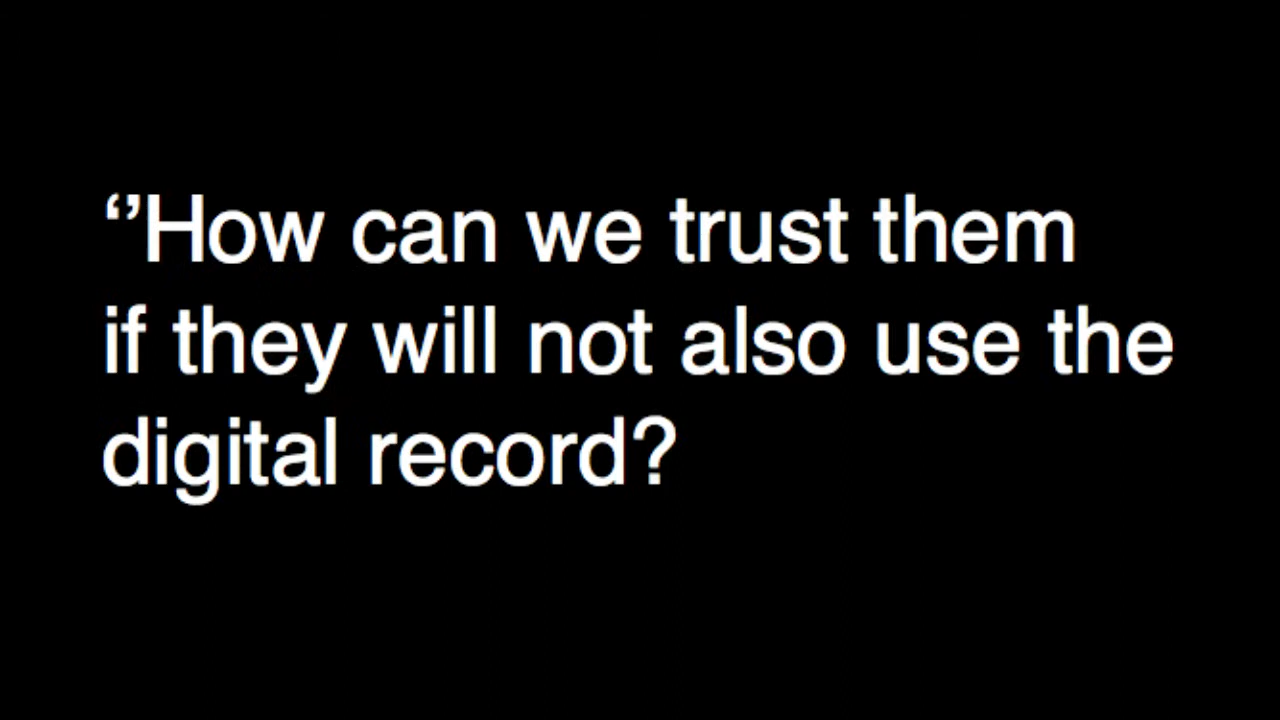 ‘’How can we trust them
if they will not also use the
digital record?